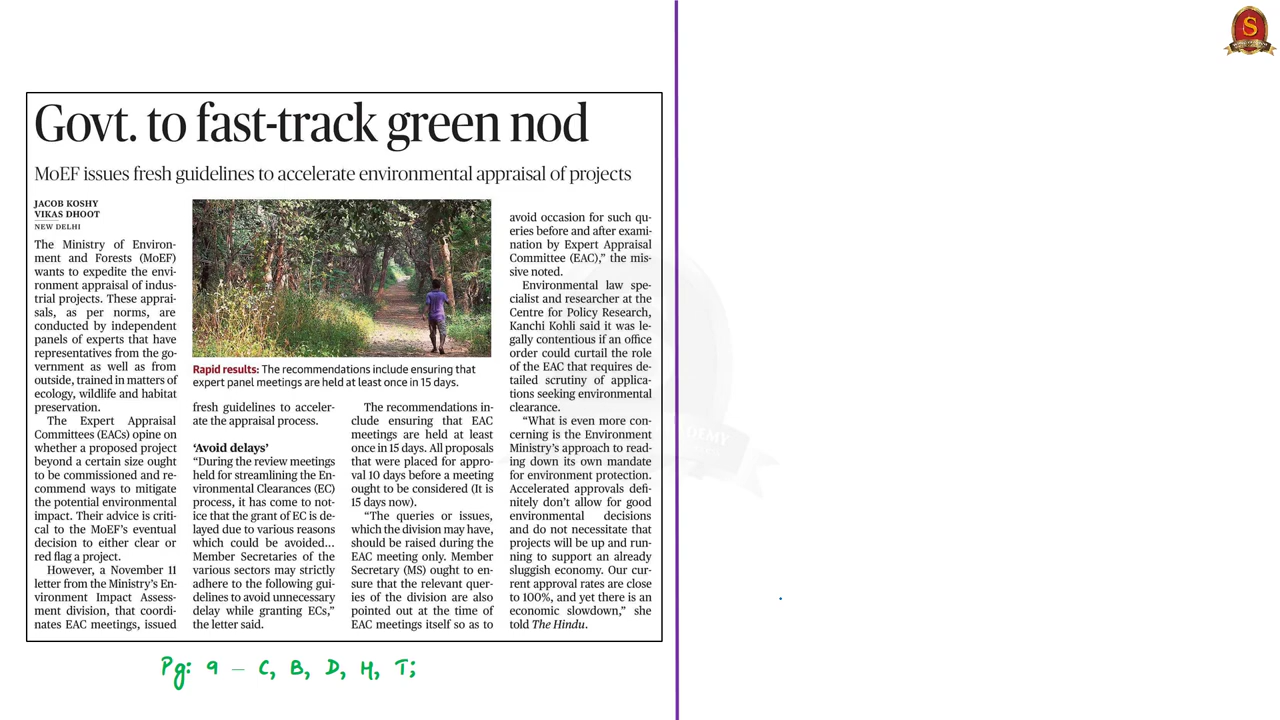 Govt. to fast-track green nod
MoEF issues fresh guidelines to accelerate environmental appraisal of projects
JACOB KOSHY
VIKAS DHOOT
NEW DELHI
The Ministry of Environ-
ment and Forests (MoEF)
wants to expedite the envi-
ronment appraisal of indus-
trial projects. These apprai-
sals, as per norms, are
conducted by independent
panels of experts that have
representatives from the go-
vernment as well as from
outside, trained in matters of
ecology, wildlife and habitat
preservation.
The Expert Appraisal
Committees (EACs) opine on
whether a proposed project
beyond a certain size ought
to be commissioned and re-
commend ways to mitigate
the potential environmental
impact. Their advice is criti-
cal to the MoEF's eventual
decision to either clear or
red flag a project.
However, a November 11
letter from the Ministry's En-
vironment Impact Assess-
ment division, that coordi-
nates EAC meetings, issued
Rapid results: The recommendations include ensuring that
expert panel meetings are held at least once in 15 days.
fresh guidelines to acceler-
ate the appraisal process.
'Avoid delays'
"During the review meetings
held for streamlining the En-
vironmental Clearances (EC)
process, it has come to not-
ice that the grant of EC is de-
layed due to various reasons
which could be avoided...
Member Secretaries of the
various sectors may strictly
adhere to the following gui-
delines to avoid unnecessary
delay while granting ECs,"
the letter said.
The recommendations in-
clude ensuring that EAC
meetings are held at least
once in 15 days. All proposals
that were placed for appro-
val 10 days before a meeting
ought to be considered (It is
15 days now).
"The queries or issues,
which the division may have,
should be raised during the
EAC meeting only. Member
Secretary (MS) ought to en-
sure that the relevant quer-
ies of the division are also
pointed out at the time of
EAC meetings itself so as to
avoid occasion for such qu-
eries before and after exami-
nation by Expert Appraisal
Committee (EAC)," the mis-
sive noted.
Environmental law spe-
cialist and researcher at the
Centre for Policy Research,
Kanchi Kohli said it was le-
gally contentious if an office
order could curtail the role
of the EAC that requires de-
tailed scrutiny of applica-
tions seeking environmental
clearance.
"What is even more con-
cerning is the Environment
Ministry's approach to read-
ing down its own mandate
for environment protection.
Accelerated approvals defi-
nitely don't allow for good
environmental decisions
and do not necessitate that
projects will be up and run-
ning to support an already
sluggish economy. Our cur-
rent approval rates are close
to 100%, and yet there is an
economic slowdown," she
told The Hindu.
Pg: 9 – C, B, D, H, T;
S